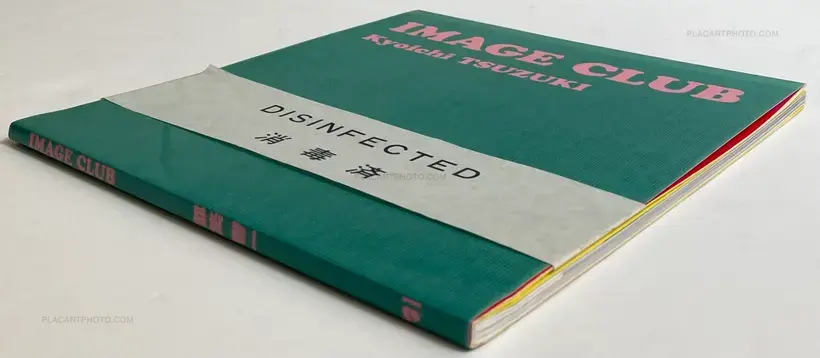 IMAGE CLUB
Kyoichi TSUZUKI
DISINFECTED
消毒済
IMAGE CLUB
PLACARTPHOTO.COM
PLACARTPHOTO.COM